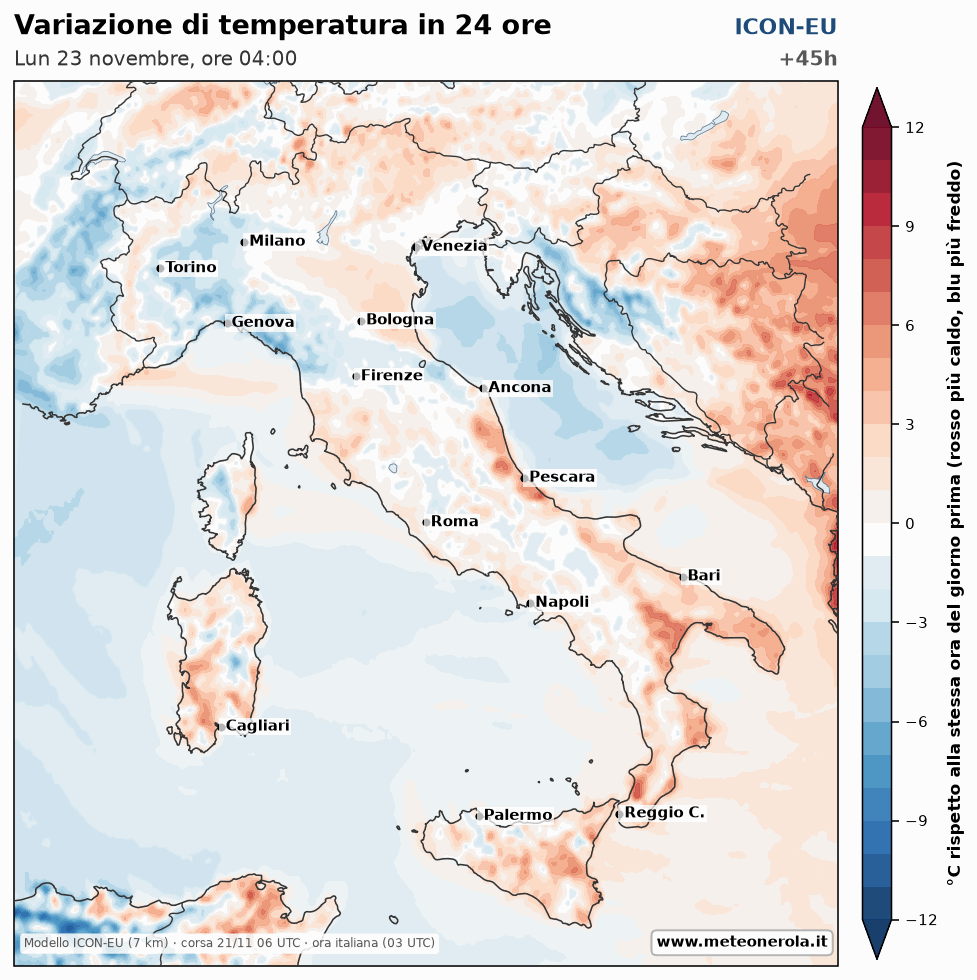 Variazione di temperatura in 24 ore
ICON-EU
Lun 23 novembre, ore 04:00
+45h
Milano
Venezia
Torino
Genova
Bologna
Firenze
Ancona
Pescara
Roma
Bari
Napoli
Cagliari
Palermo
Reggio C.
12
9
6
3
0
−3
−6
−9
−12
°C rispetto alla stessa ora del giorno prima (rosso più caldo, blu più freddo)
Modello ICON-EU (7 km) · corsa 21/11 06 UTC · ora italiana (03 UTC)
www.meteonerola.it